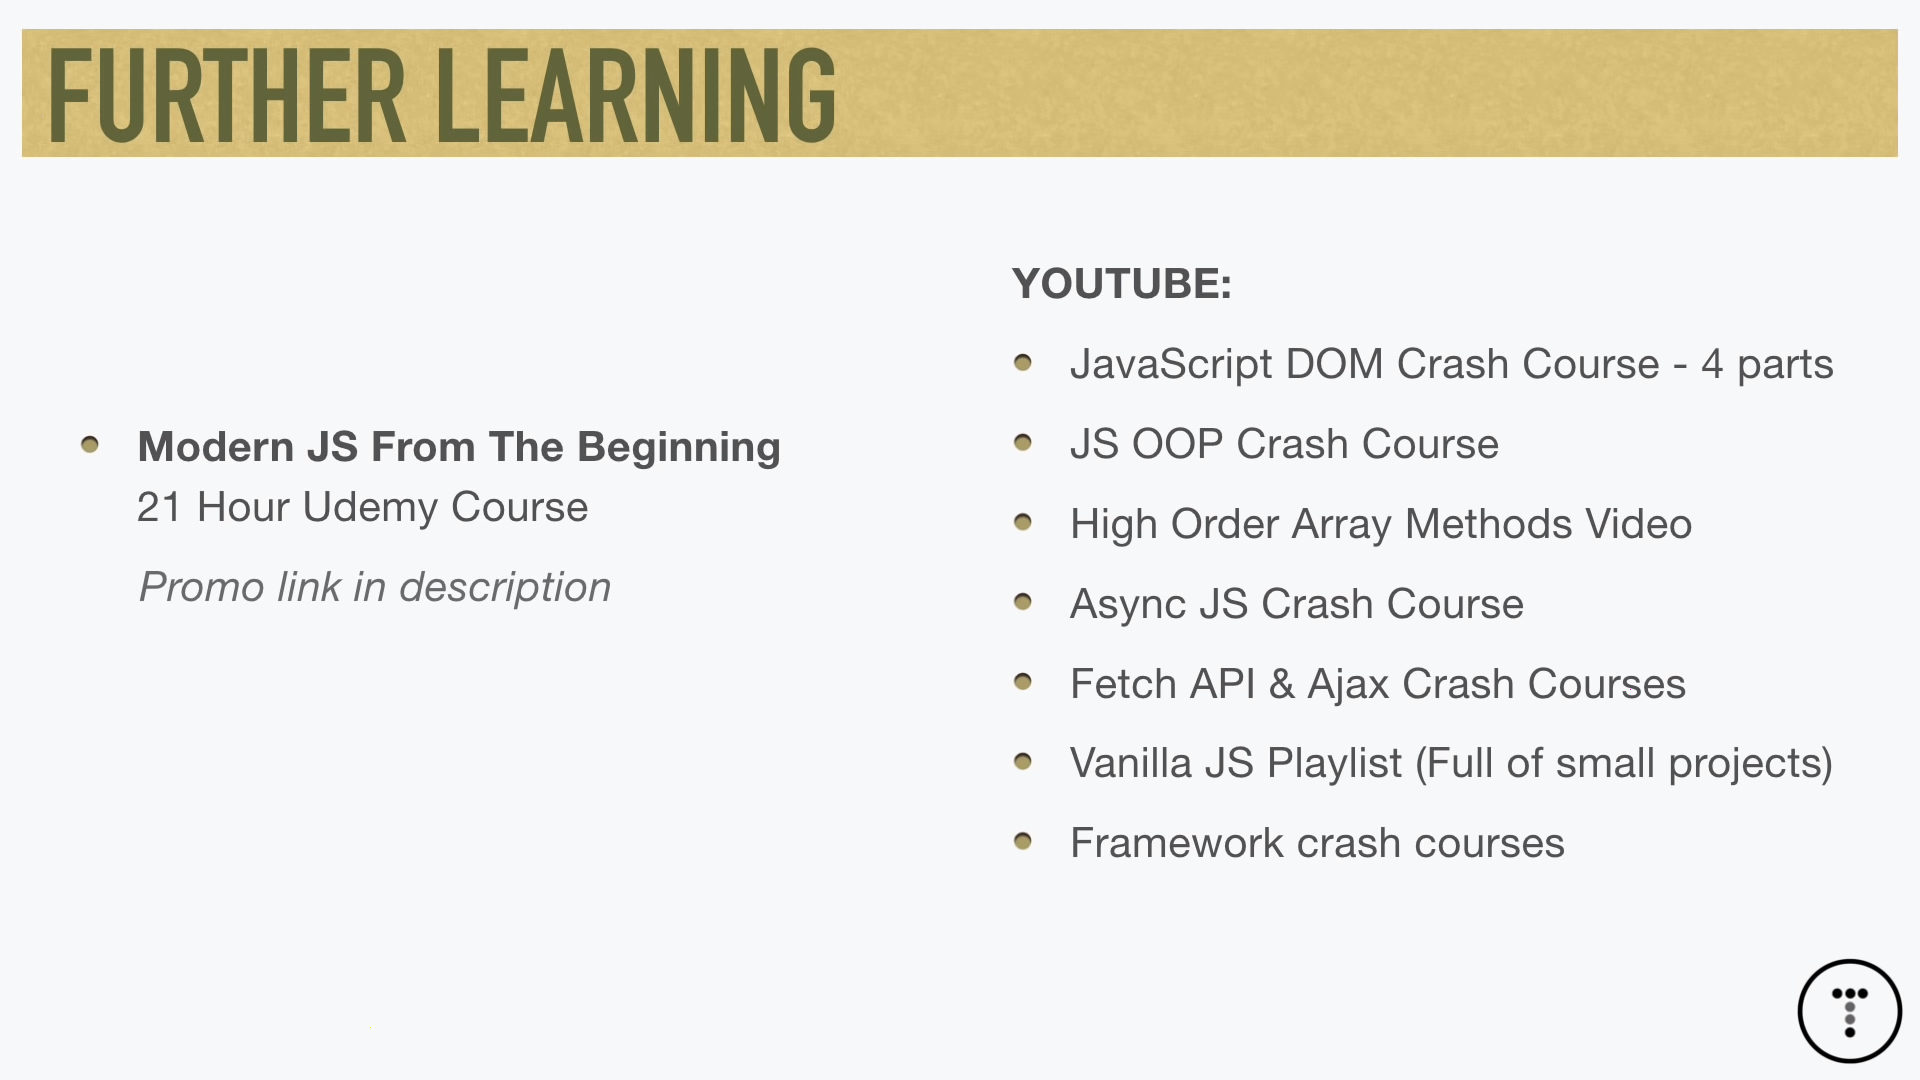 FURTHER LEARNING
Modern JS From The Beginning
21 Hour Udemy Course
Promo link in description
YOUTUBE:
JavaScript DOM Crash Course - 4 parts
JS OOP Crash Course
High Order Array Methods Video
Async JS Crash Course
Fetch API & Ajax Crash Courses
Vanilla JS Playlist (Full of small projects)
Framework crash courses
T